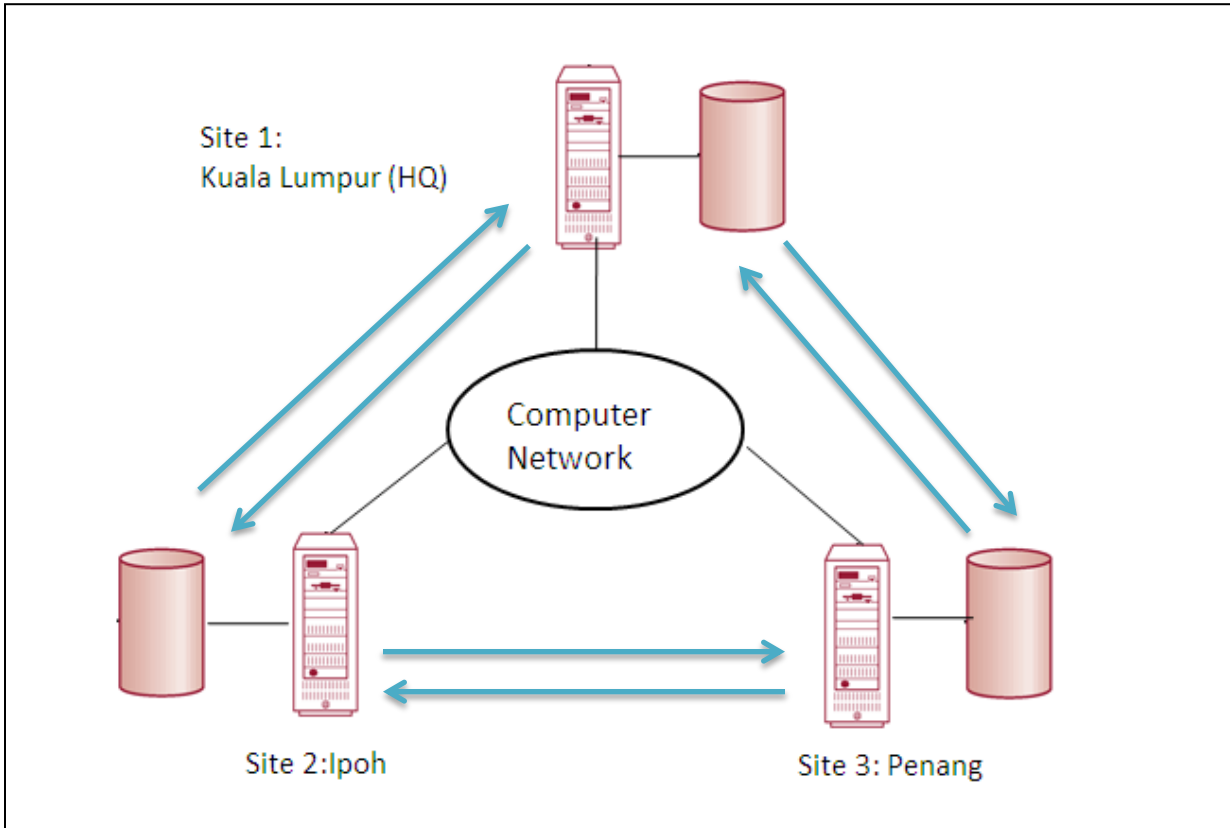 Site 1:
Kuala Lumpur (HQ)
Computer
Network
Site 2:Ipoh
Site 3: Penang